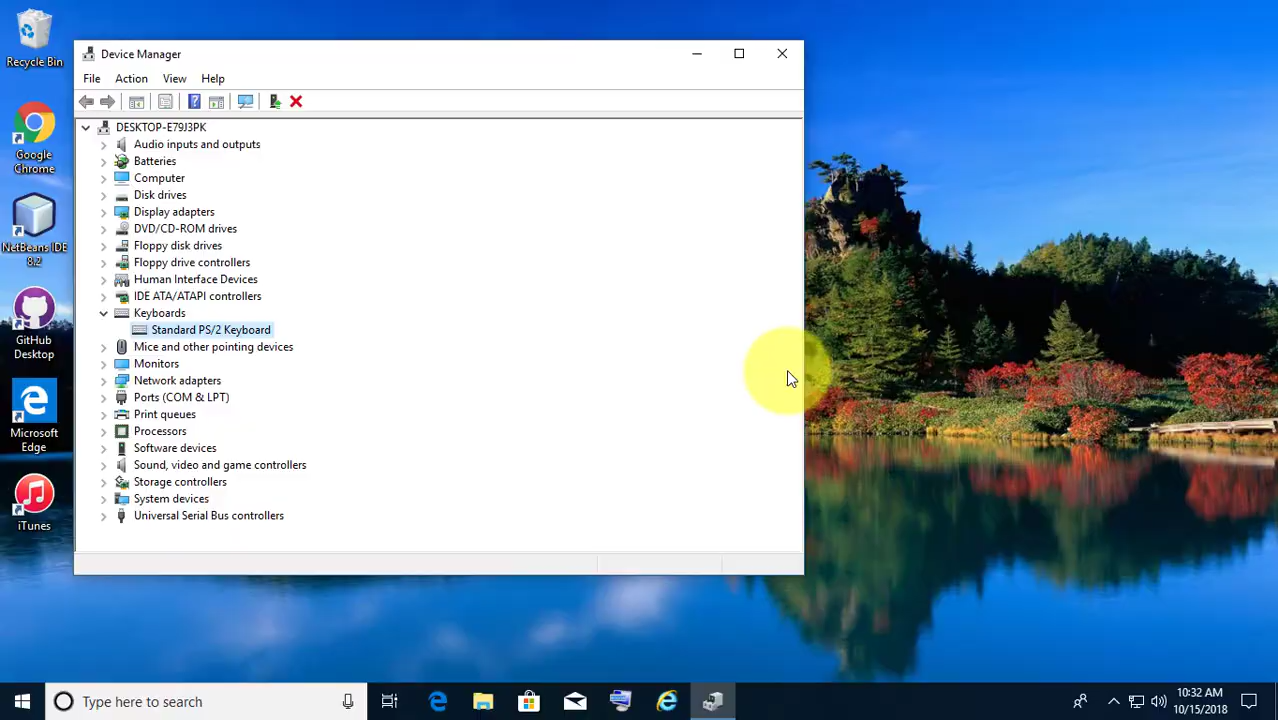 Recycle Bin
Google
Chrome
NetBeans IDE
8.2
GitHub
Desktop
Microsoft
Edge
iTunes
Device Manager
File Action View Help
DESKTOP-E79J3PK
Audio inputs and outputs
Batteries
Computer
Disk drives
Display adapters
DVD/CD-ROM drives
Floppy disk drives
Floppy drive controllers
Human Interface Devices
IDE ATA/ATAPI controllers
Keyboards
Standard PS/2 Keyboard
Mice and other pointing devices
Monitors
Network adapters
Ports (COM & LPT)
Print queues
Processors
Software devices
Sound, video and game controllers
Storage controllers
System devices
Universal Serial Bus controllers
Type here to search
10:32 AM
10/15/2018